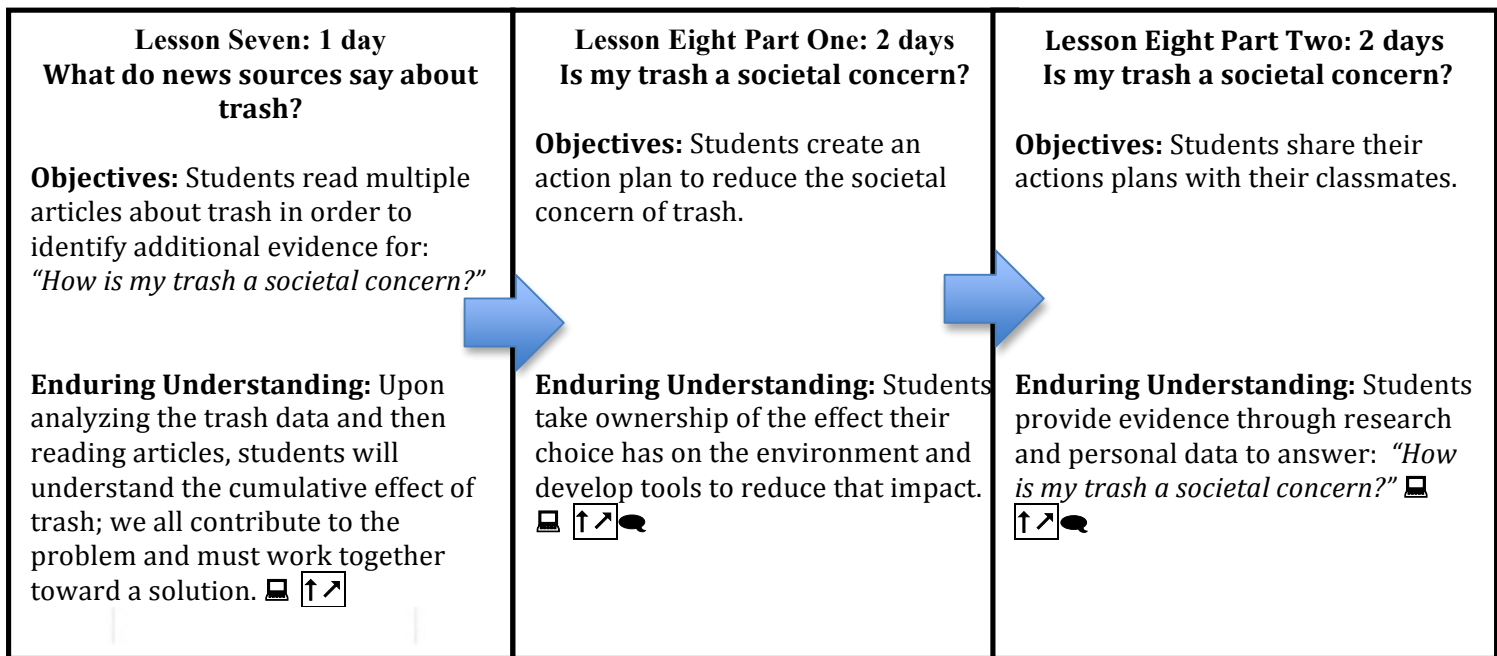 Lesson Seven: 1 day
What do news sources say about
trash?
Objectives: Students read multiple
articles about trash in order to
identify additional evidence for:
“How is my trash a societal concern?”
Enduring Understanding: Upon
analyzing the trash data and then
reading articles, students will
understand the cumulative effect of
trash; we all contribute to the
problem and must work together
toward a solution.
Lesson Eight Part One: 2 days
Is my trash a societal concern?
Objectives: Students create an
action plan to reduce the societal
concern of trash.
Enduring Understanding: Students
take ownership of the effect their
choice has on the environment and
develop tools to reduce that impact.
Lesson Eight Part Two: 2 days
Is my trash a societal concern?
Objectives: Students share their
actions plans with their classmates.
Enduring Understanding: Students
provide evidence through research
and personal data to answer: “How
is my trash a societal concern?”